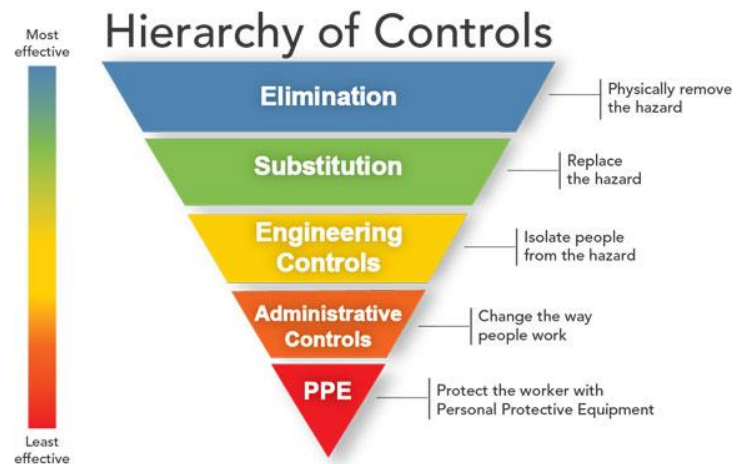 Hierarchy of Controls
Most
effective
Elimination
Physically remove
the hazard
Substitution
Replace
the hazard
Engineering
Controls
Isolate people
from the hazard
Administrative
Controls
Change the way
people work
PPE
Protect the worker with
Personal Protective Equipment
Least
effective